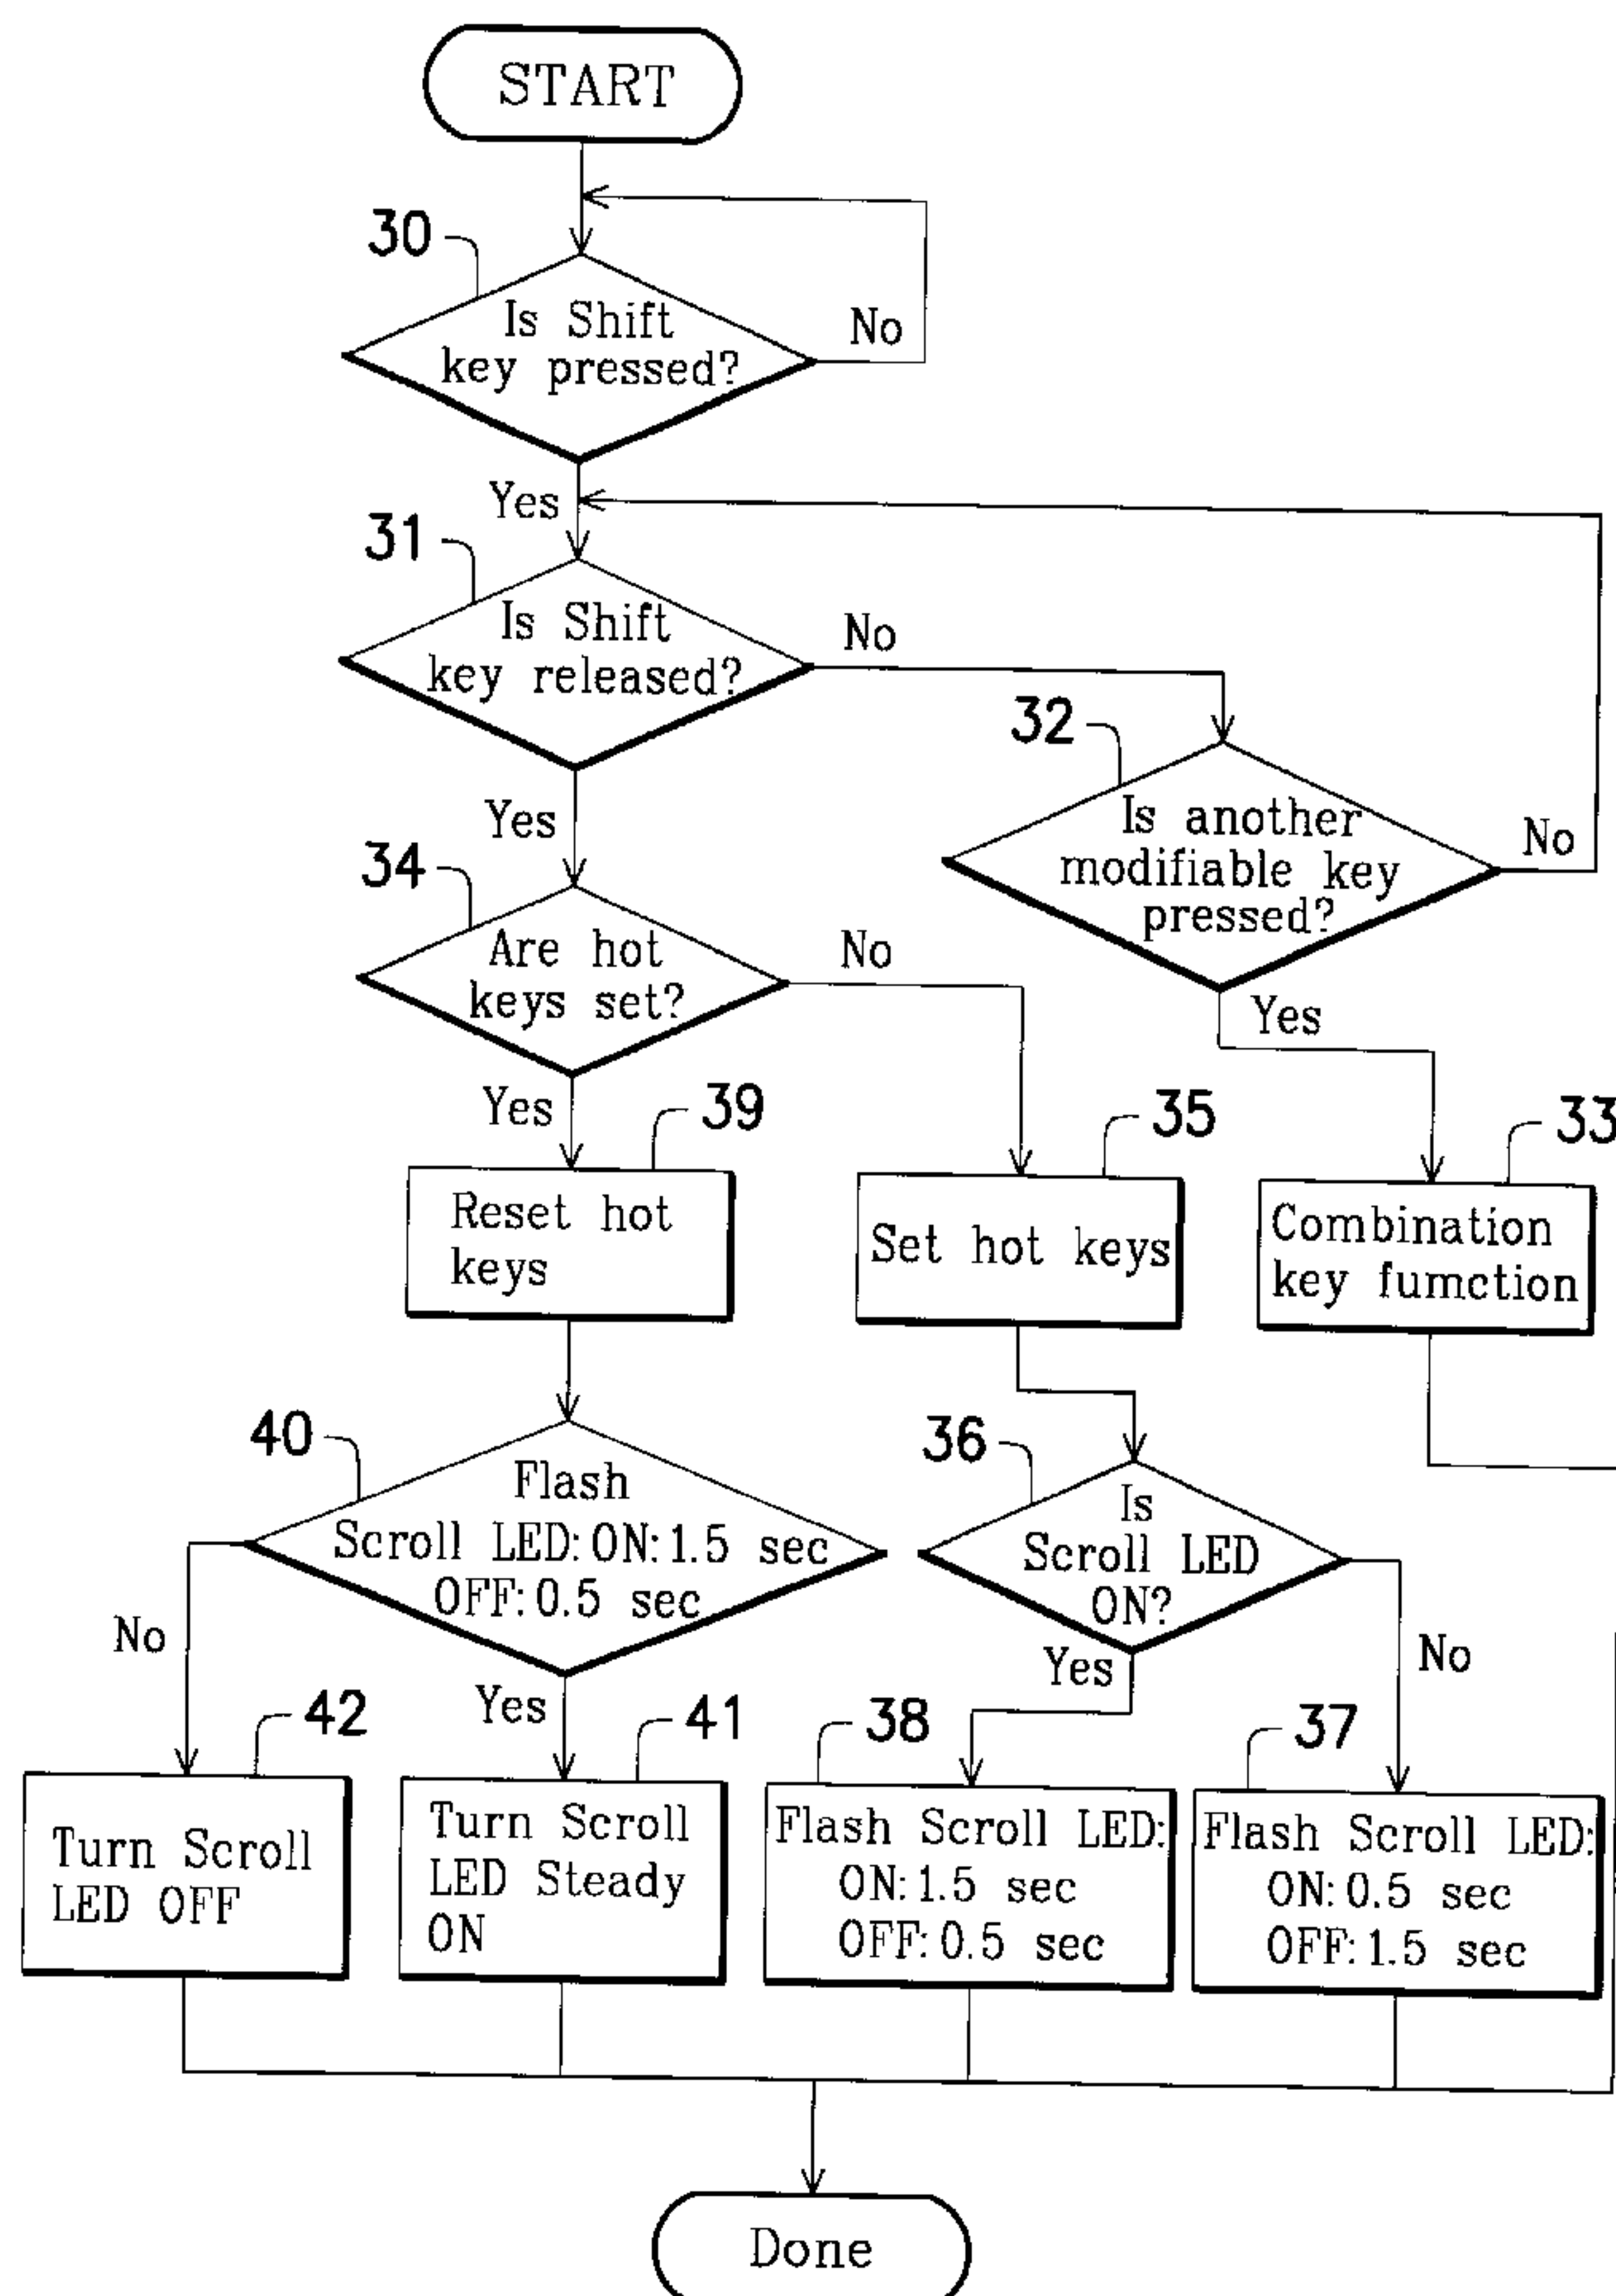 START
30
Is Shift
key pressed?
No
Yes
31
Is Shift
key released?
No
32
Is another
modifiable key
pressed?
No
Yes
34
Are hot
keys set?
No
Yes
Yes
39
Reset hot
keys
35
Set hot keys
33
Combination
key fumction
40
Flash
Scroll LED: ON: 1.5 sec
OFF: 0.5 sec
36
Is
Scroll LED
ON?
No
Yes
Yes
No
42
Turn Scroll
LED OFF
41
Turn Scroll
LED Steady
ON
38
Flash Scroll LED:
ON: 1.5 sec
OFF: 0.5 sec
37
Flash Scroll LED:
ON: 0.5 sec
OFF: 1.5 sec
Done